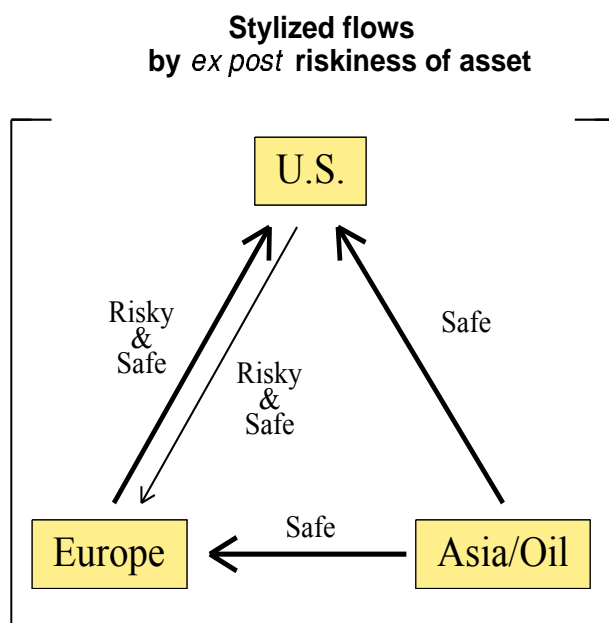 Stylized flows
by ex post riskiness of asset
U.S.
Risky
&
Safe
Risky
&
Safe
Safe
Europe
Safe
Asia/Oil